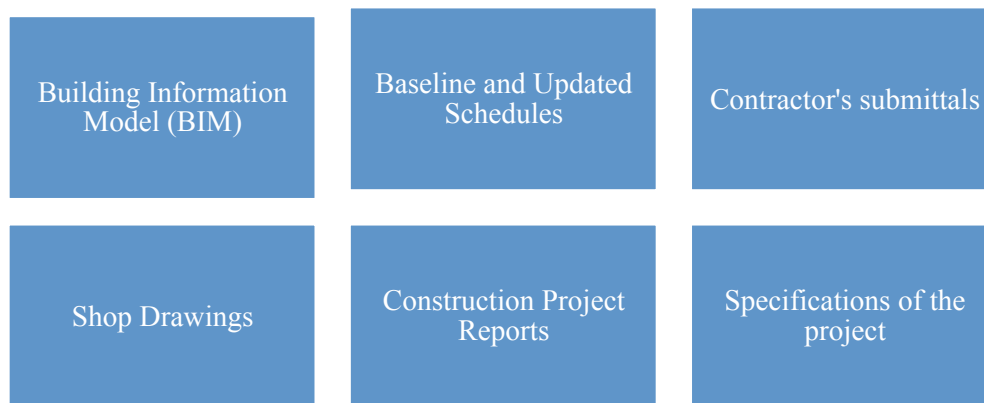 Building Information
Model (BIM)
Baseline and Updated
Schedules
Contractor's submittals
Shop Drawings
Construction Project
Reports
Specifications of the
project